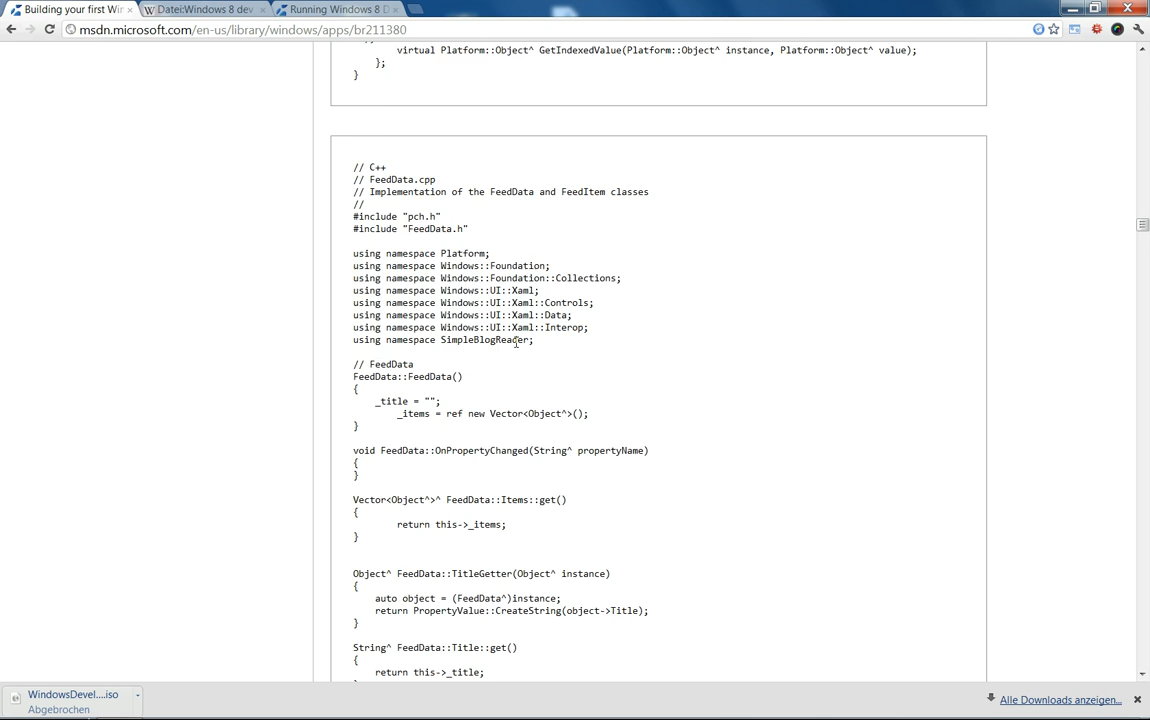 Building your first Wir
Datei:Windows 8 dev
Running Windows 8 D
msdn.microsoft.com/en-us/library/windows/apps/br211380
virtual Platform::Object^ GetIndexedValue(Platform::Object^ instance, Platform::Object^ value);
};
}
// C++
// FeedData.cpp
// Implementation of the FeedData and FeedItem classes
//
#include "pch.h"
#include "FeedData.h"
using namespace Platform;
using namespace Windows::Foundation;
using namespace Windows::Foundation::Collections;
using namespace Windows::UI::Xaml;
using namespace Windows::UI::Xaml::Controls;
using namespace Windows::UI::Xaml::Data;
using namespace Windows::UI::Xaml::Interop;
using namespace SimpleBlogReader;
// FeedData
FeedData::FeedData()
{
_title = "";
_items = ref new Vector<Object^>();
}
void FeedData::OnPropertyChanged(String^ propertyName)
{
}
Vector<Object^>^ FeedData::Items::get()
{
return this->_items;
}
Object^ FeedData::TitleGetter(Object^ instance)
{
auto object = (FeedData^)instance;
return PropertyValue::CreateString(object->Title);
}
String^ FeedData::Title::get()
{
return this->_title;
WindowsDevel....iso
Abgebrochen
Alle Downloads anzeigen...